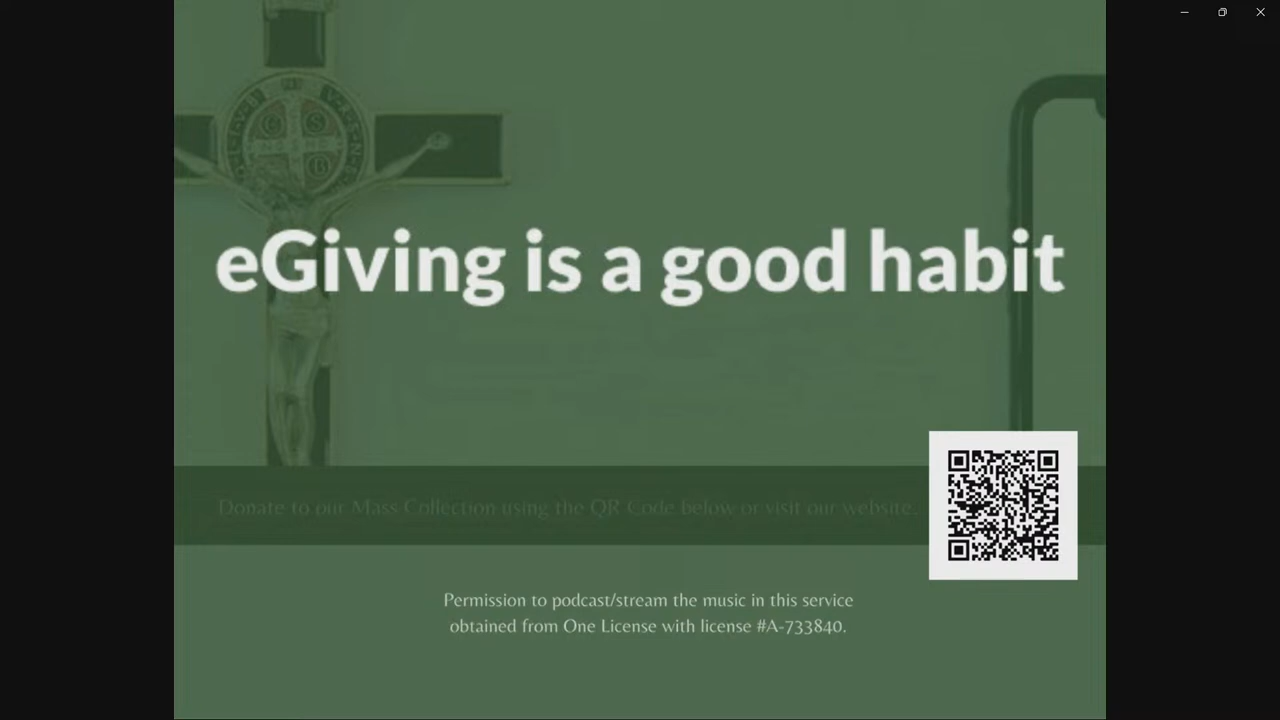 eGiving is a good habit
Donate to our Mass Collection using the QR Code below or visit our website.
Permission to podcast/stream the music in this service
obtained from One License with license #A-733840.